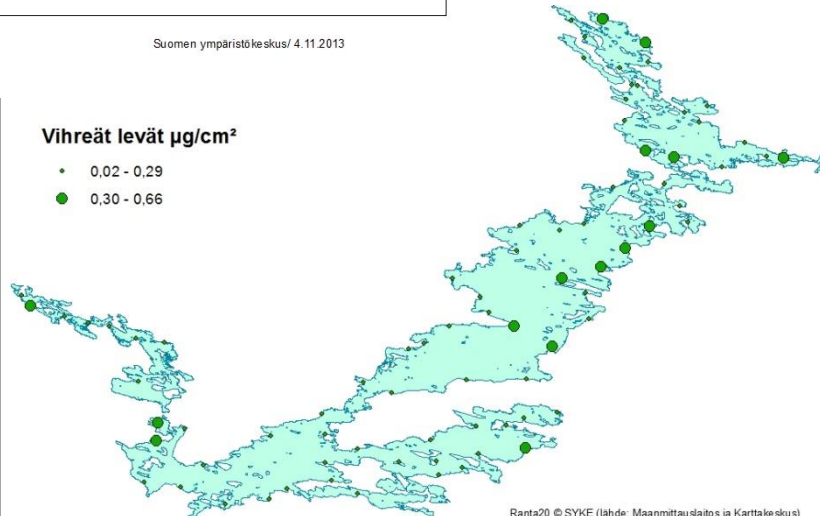 Suomen ympäristökeskus/ 4.11.2013
Vihreät levät µg/cm²
0,02 - 0,29
0,30 - 0,66
Ranta20 © SYKE (lähde: Maanmittauslaitos ja Karttakeskus)